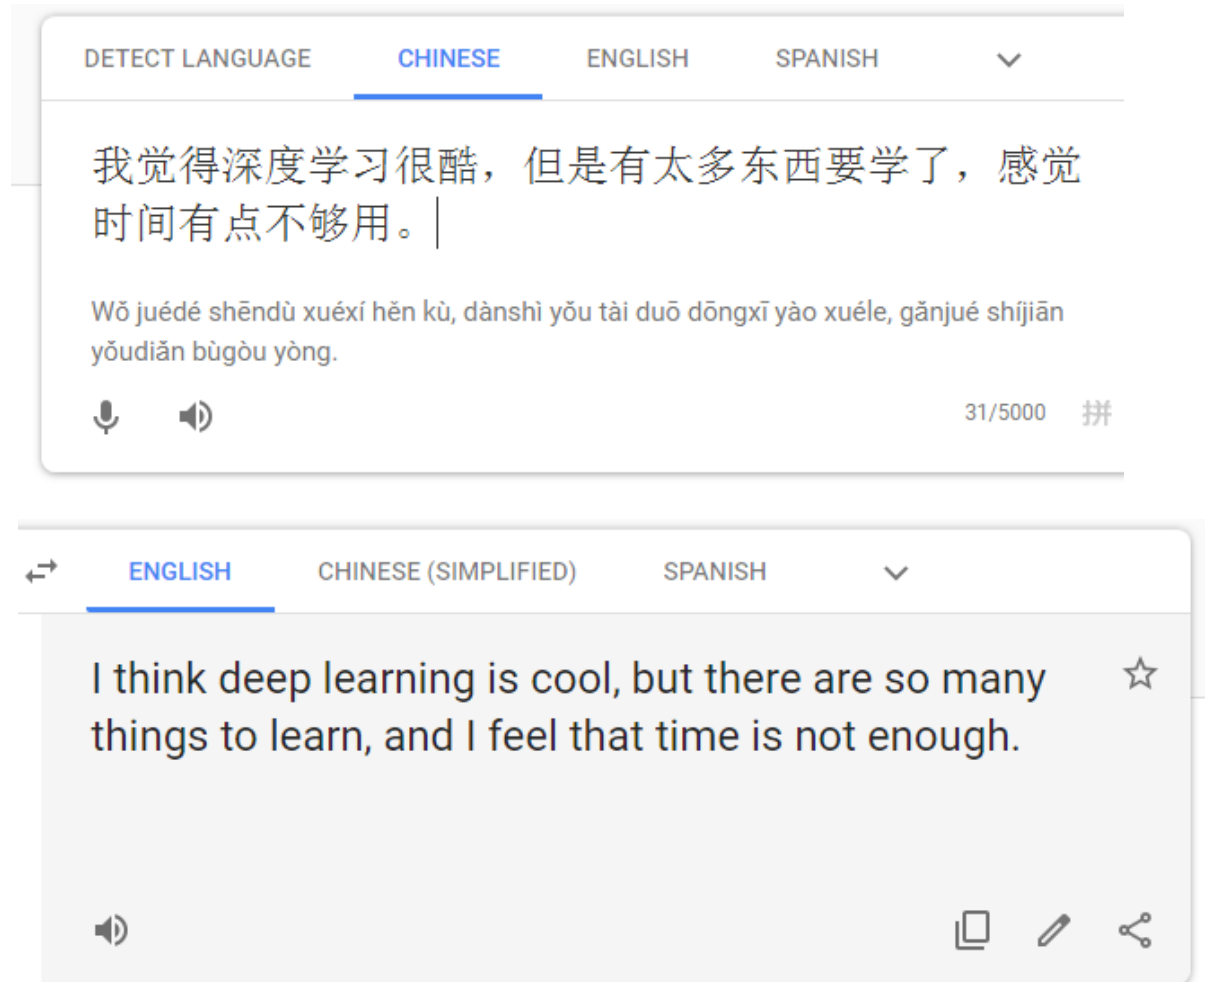 DETECT LANGUAGE CHINESE ENGLISH SPANISH
我觉得深度学习很酷，但是有太多东西要学了，感觉
时间有点不够用。
Wǒ juédé shēndù xuéxí hěn kù, dànshì yǒu tài duō dōngxī yào xuéle, gǎnjué shíjiān
yǒudiǎn bùgòu yòng.
31/5000 拼
ENGLISH CHINESE (SIMPLIFIED) SPANISH
I think deep learning is cool, but there are so many
things to learn, and I feel that time is not enough.